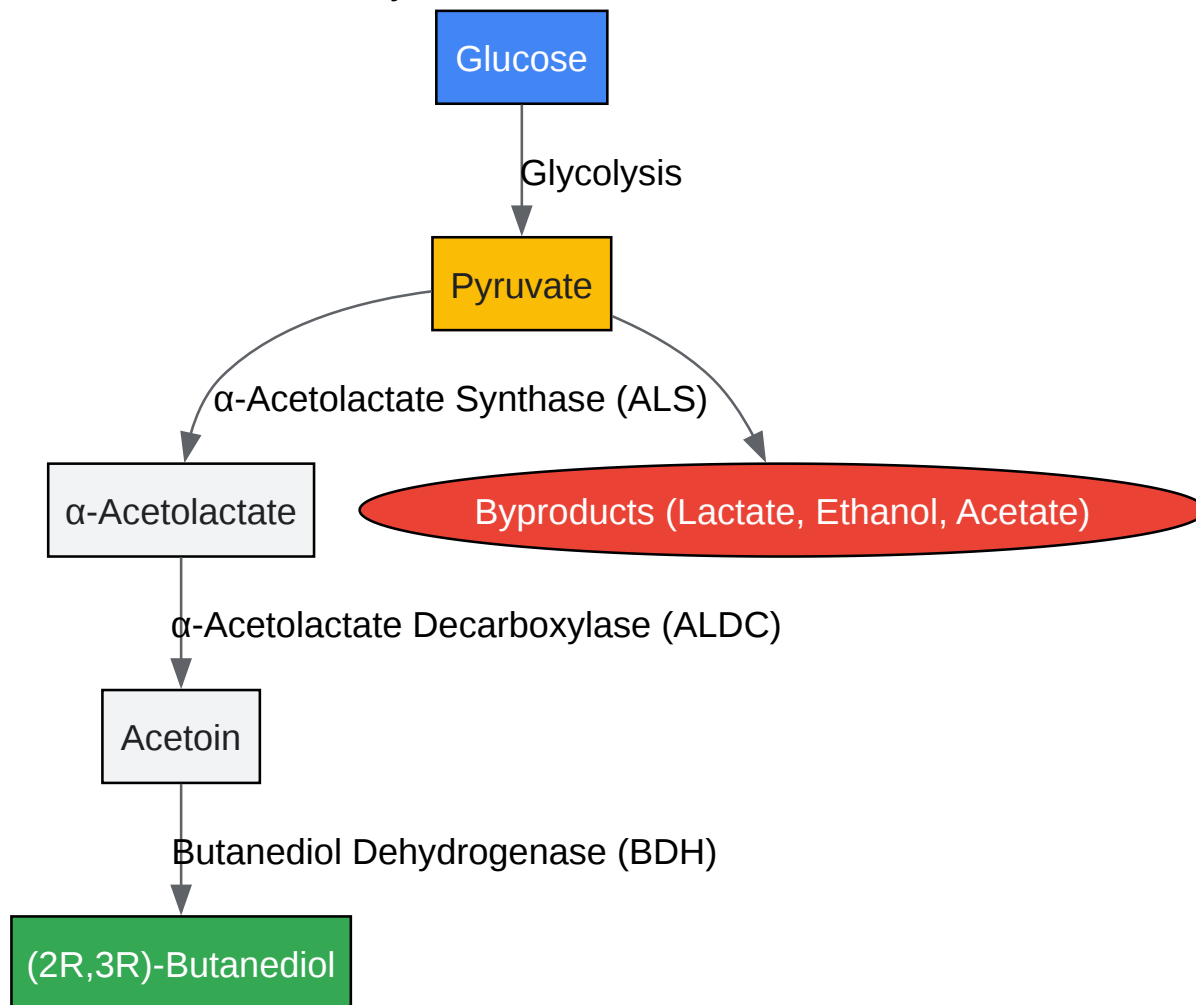 Glucose
Glycolysis
Pyruvate
α-Acetolactate Synthase (ALS)
α-Acetolactate
Byproducts (Lactate, Ethanol, Acetate)
α-Acetolactate Decarboxylase (ALDC)
Acetoin
Butanediol Dehydrogenase (BDH)
(2R,3R)-Butanediol